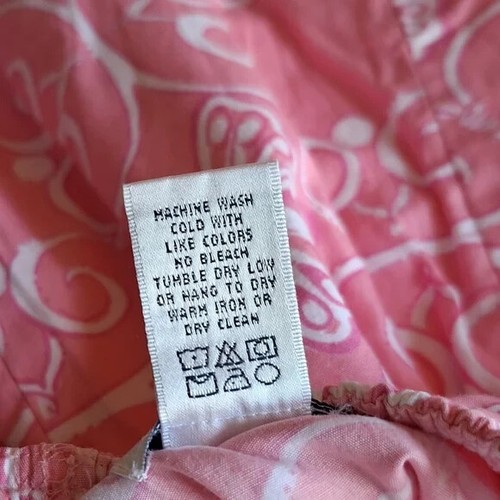 MACHINE WASH
COLD WITH
LIKE COLORS
NO BLEACH
TUMBLE DRY LOW
OR HANG TO DRY
WARM IRON OR
DRY CLEAN